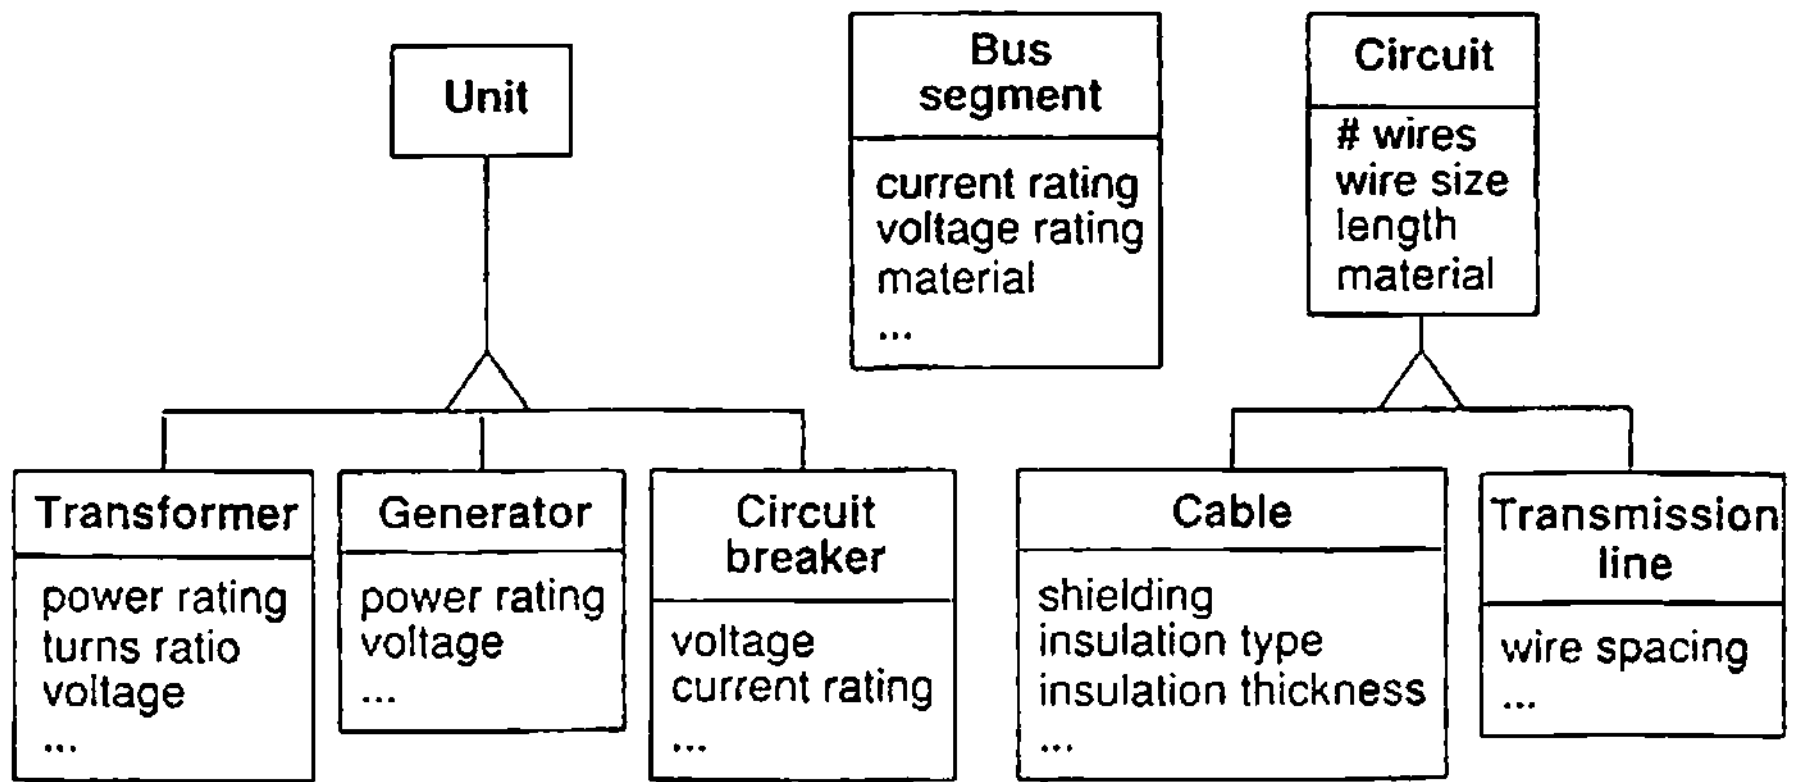 Unit
Bus
segment
current rating
voltage rating
material
...
Circuit
# wires
wire size
length
material
Transformer
power rating
turns ratio
voltage
...
Generator
power rating
voltage
...
Circuit
breaker
voltage
current rating
...
Cable
shielding
insulation type
insulation thickness
...
Transmission
line
wire spacing
...